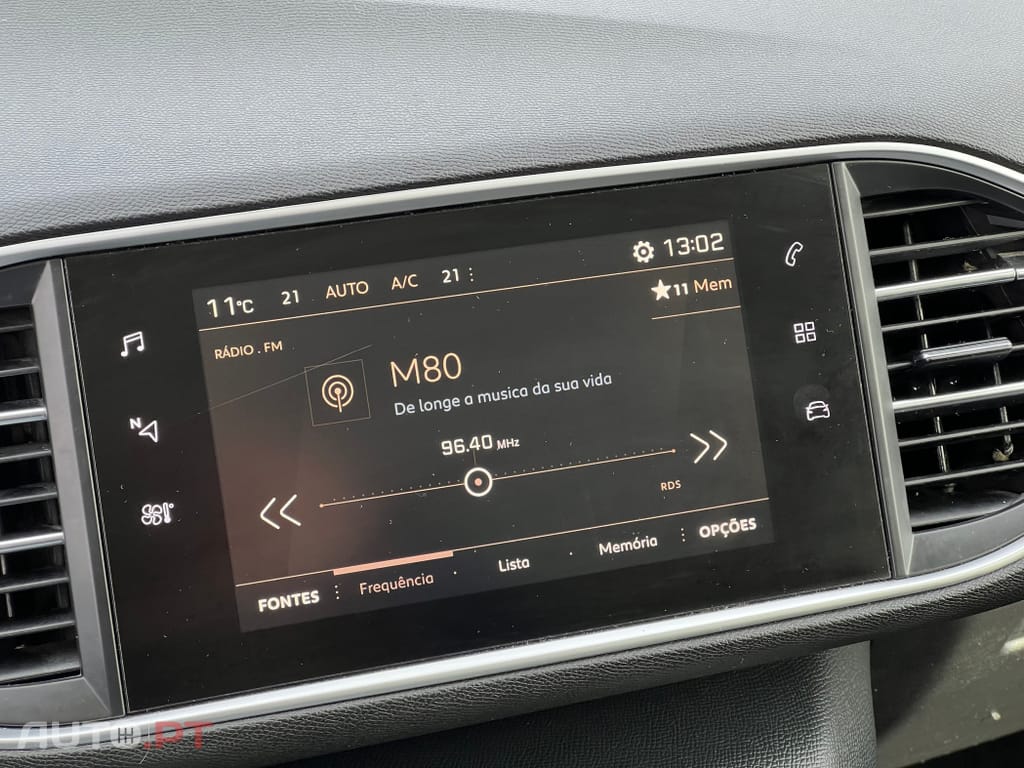 11°C 21 AUTO A/C 21 13:02
11 Mem
RÁDIO . FM
M80
De longe a musica da sua vida
96.40 MHz
RDS
FONTES Frequência Lista Memória OPÇÕES
N
AUTO.PT